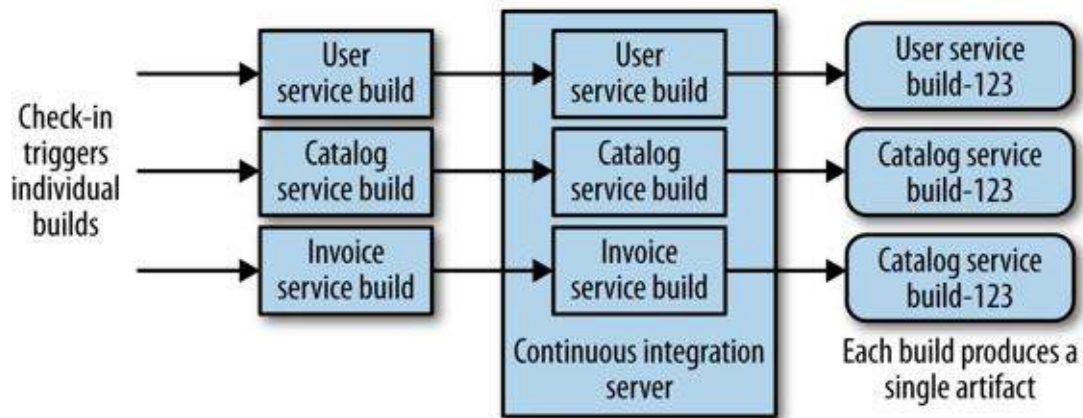 Check-in
triggers
individual
builds
User
service build
Catalog
service build
Invoice
service build
User
service build
Catalog
service build
Invoice
service build
Continuous integration
server
User service
build-123
Catalog service
build-123
Catalog service
build-123
Each build produces a
single artifact